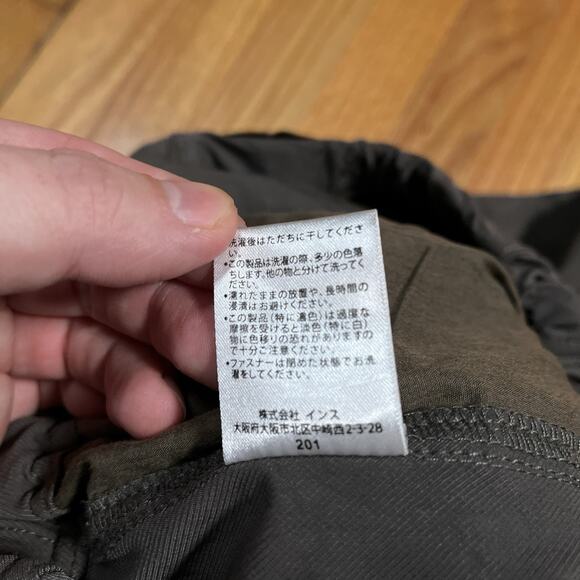 洗濯後はただちに干してくださ
い。
•この製品は洗濯の際、多少の色落
ちします。他の物と分けて洗ってく
ださい。
•濡れたままの放置や、長時間の
浸漬はお避けください。
•この製品(特に濃色)は過度な
摩擦を受けると淡色(特に白)
物に色移りの恐れがありますの
で十分ご注意ください。
•ファスナーは閉めた状態でお洗
濯をしてください。
株式会社 インス
大阪府大阪市北区中崎西2-3-28
201